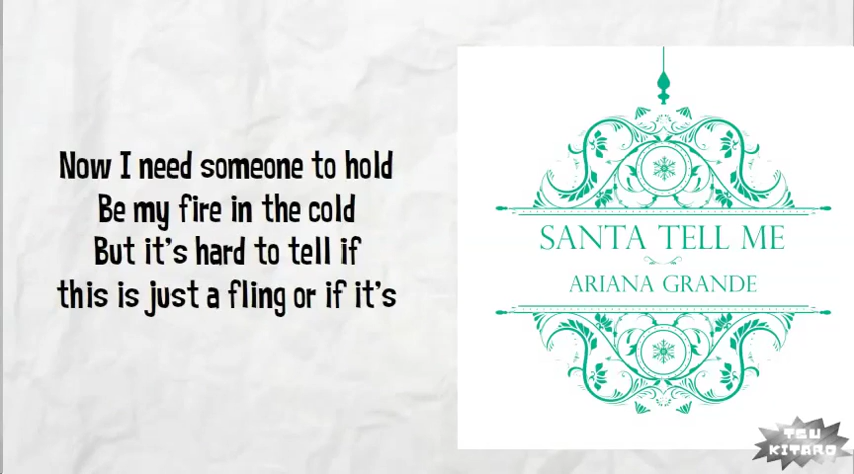 Now I need someone to hold
Be my fire in the cold
But it's hard to tell if
this is just a fling or if it's
SANTA TELL ME
ARIANA GRANDE
TEU
KITARO